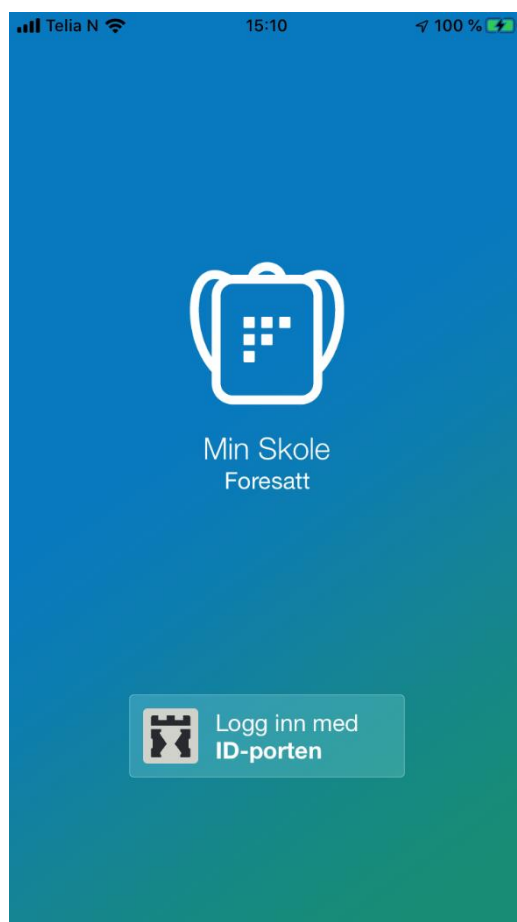 Telia N 15:10 100 %
Min Skole
Foresatt
Logg inn med
ID-porten